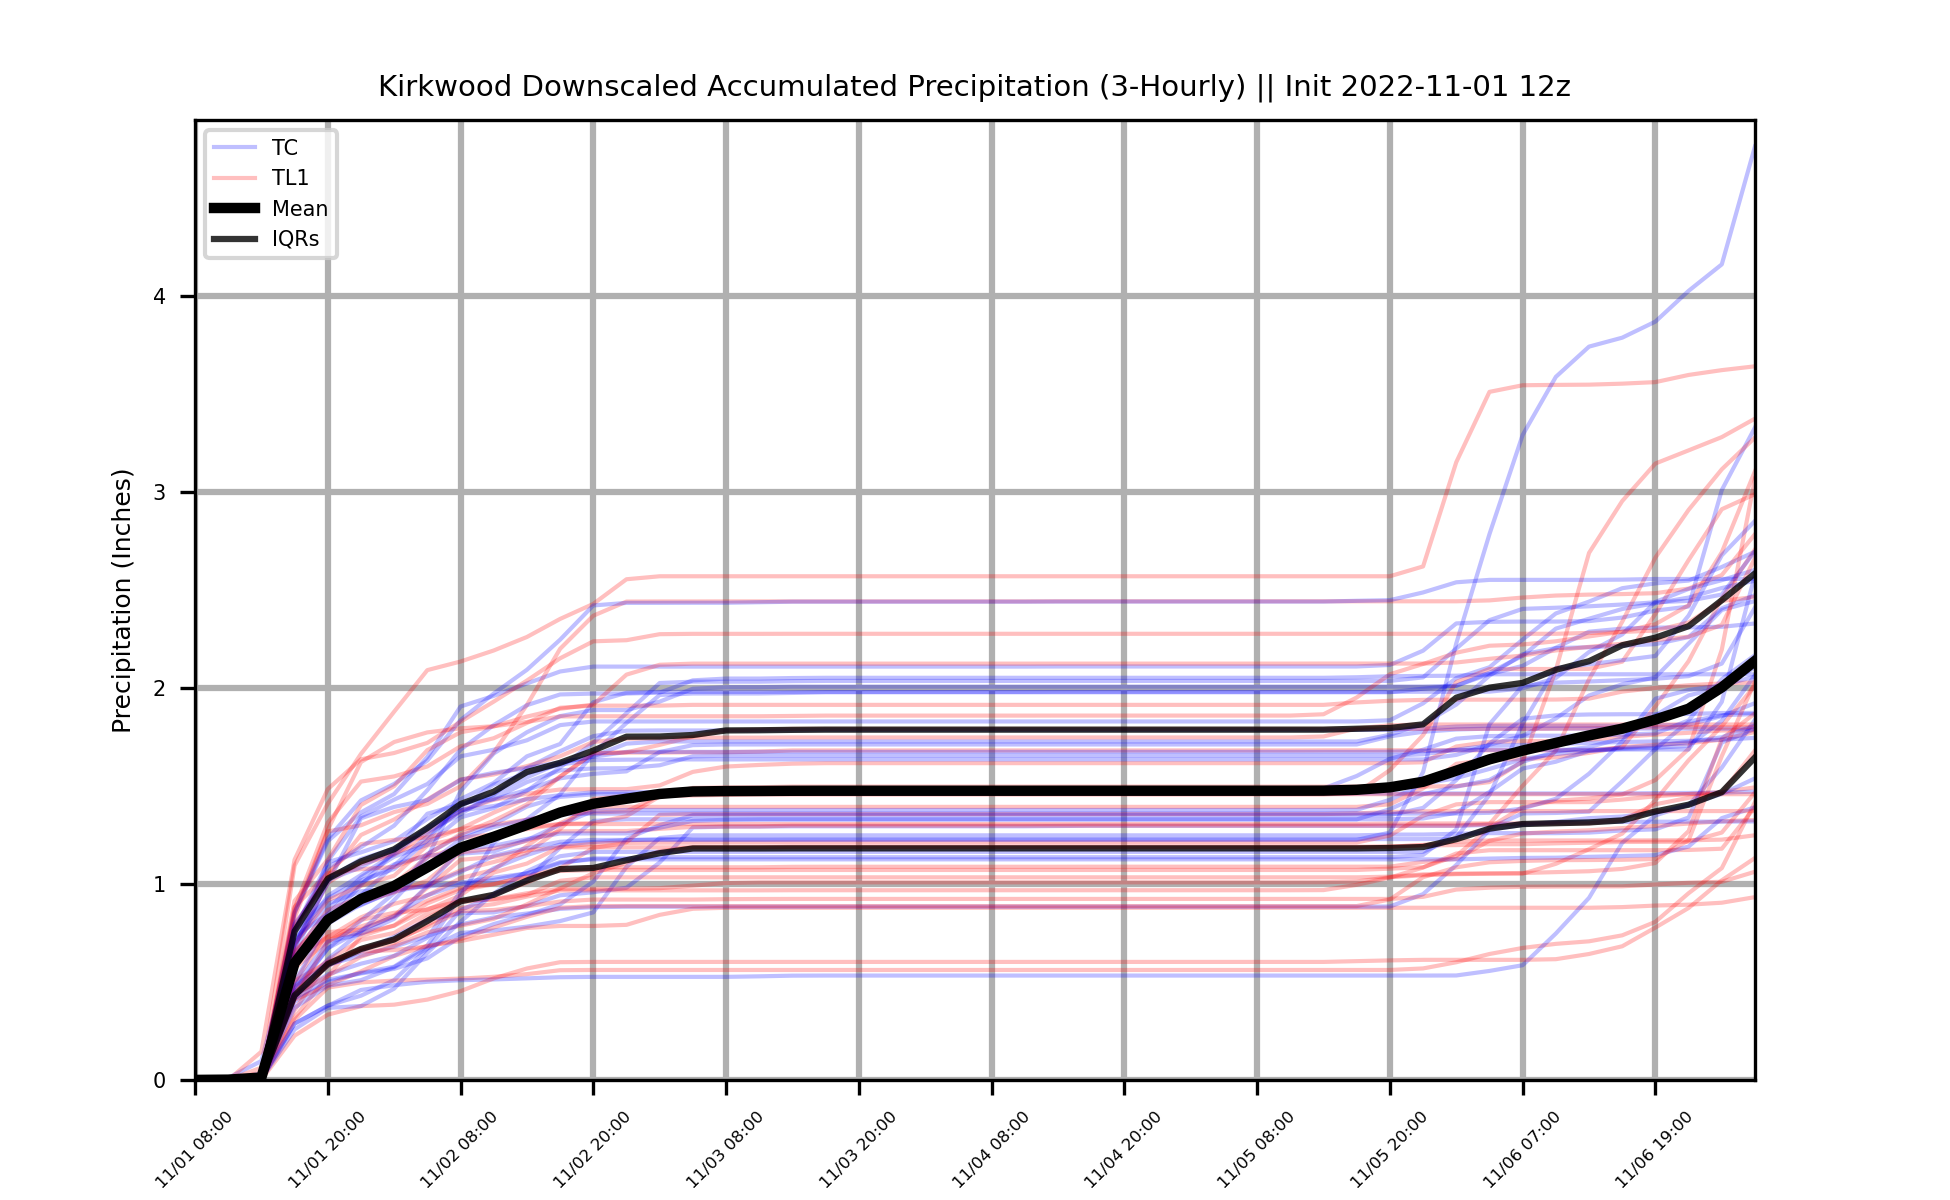 Kirkwood Downscaled Accumulated Precipitation (3-Hourly) || Init 2022-11-01 12z
TC
TL1
Mean
IQRs
Precipitation (Inches)
4
3
2
1
0
11/01 08:00
11/01 20:00
11/02 08:00
11/02 20:00
11/03 08:00
11/03 20:00
11/04 08:00
11/04 20:00
11/05 08:00
11/05 20:00
11/06 07:00
11/06 19:00